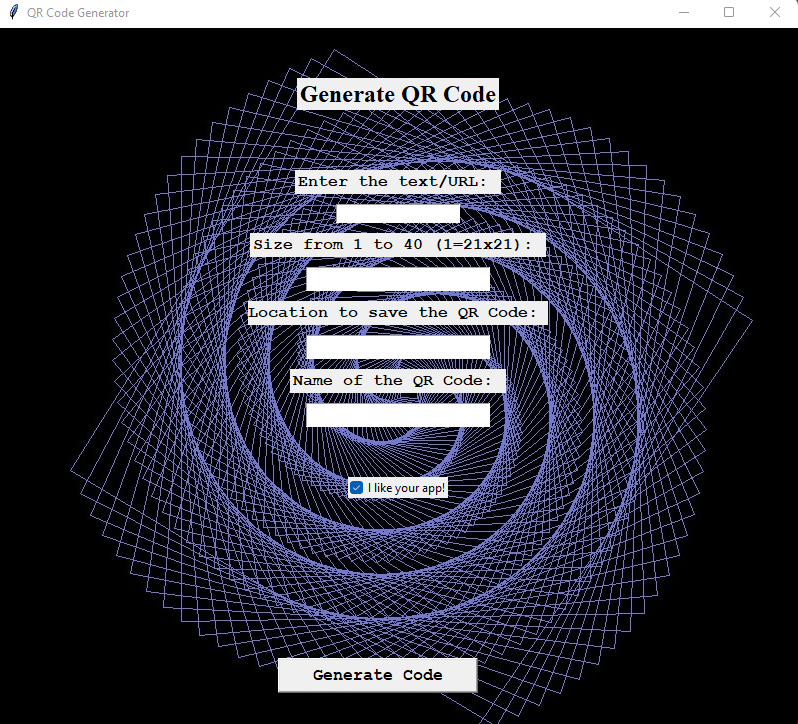 QR Code Generator
Generate QR Code
Enter the text/URL:
Size from 1 to 40 (1=21x21):
Location to save the QR Code:
Name of the QR Code:
I like your app!
Generate Code